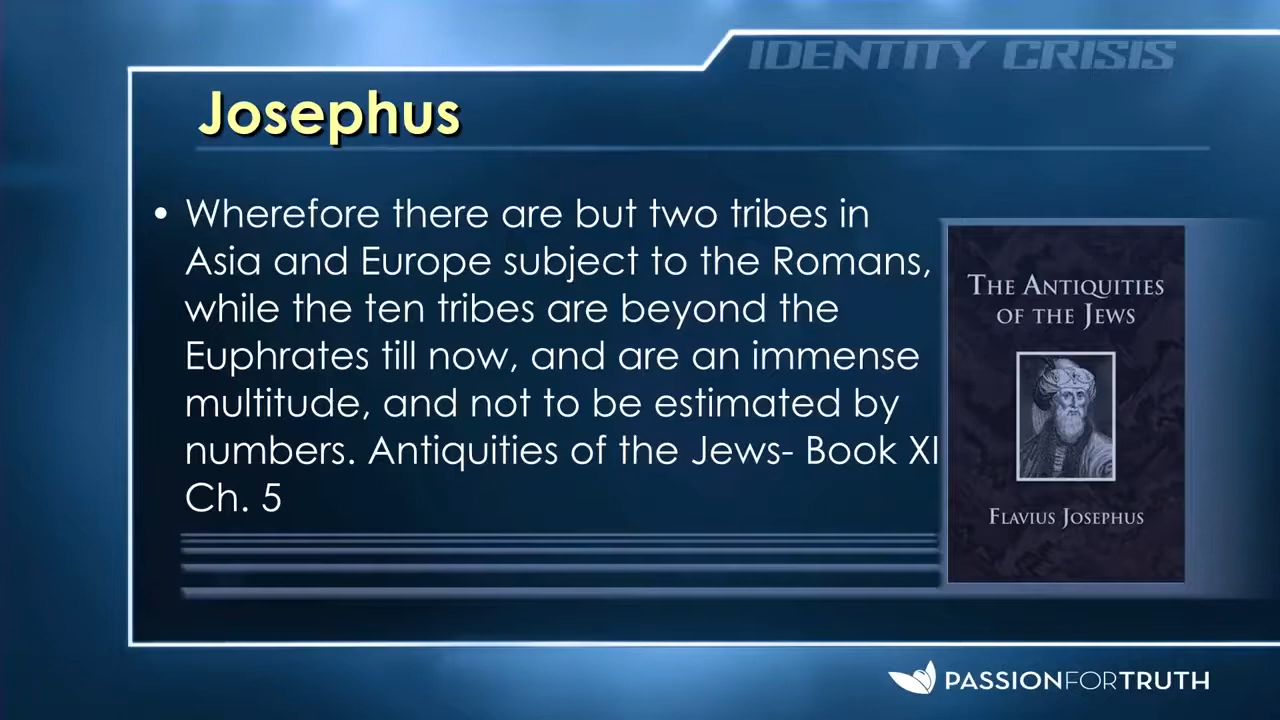 IDENTITY CRISIS
Josephus
• Wherefore there are but two tribes in
Asia and Europe subject to the Romans,
while the ten tribes are beyond the
Euphrates till now, and are an immense
multitude, and not to be estimated by
numbers. Antiquities of the Jews- Book XI
Ch. 5
THE ANTIQUITIES
OF THE JEWS
FLAVIUS JOSEPHUS
PASSIONFORTRUTH